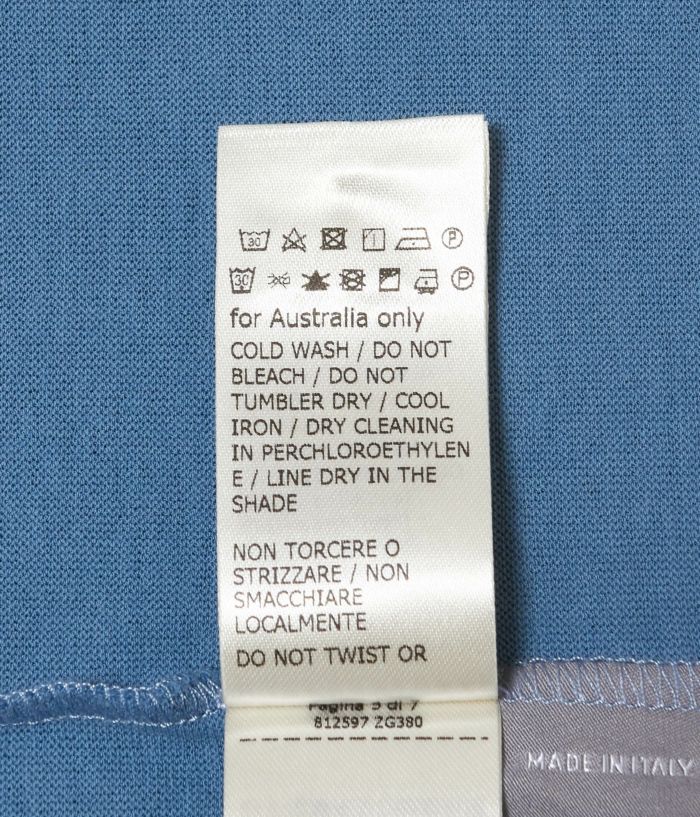 30 P
30 P
for Australia only
COLD WASH / DO NOT
BLEACH / DO NOT
TUMBLER DRY / COOL
IRON / DRY CLEANING
IN PERCHLOROETHYLEN
E / LINE DRY IN THE
SHADE
NON TORCERE O
STRIZZARE / NON
SMACCHIARE
LOCALMENTE
DO NOT TWIST OR
Pagina 5 di 7
812597 ZG380
MADE IN ITALY